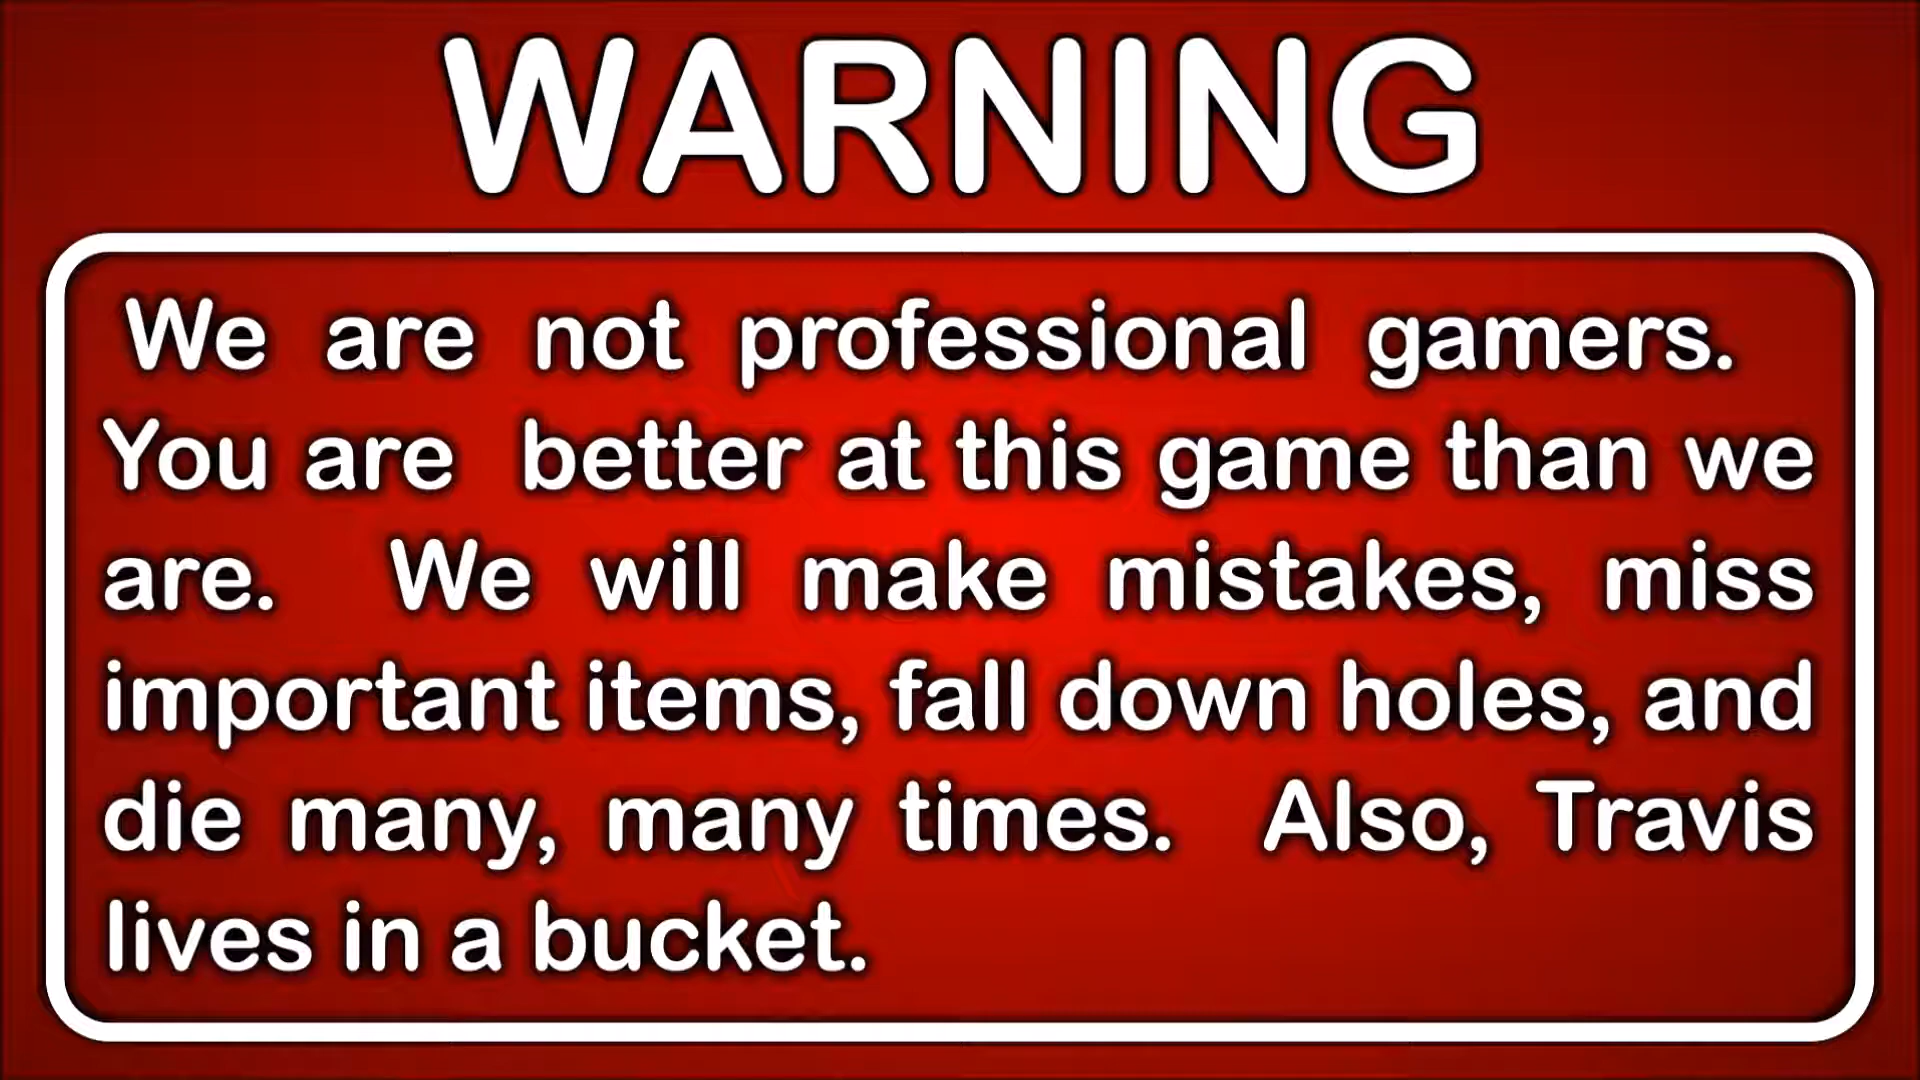 WARNING
We are not professional gamers.
You are better at this game than we
are. We will make mistakes, miss
important items, fall down holes, and
die many, many times. Also, Travis
lives in a bucket.